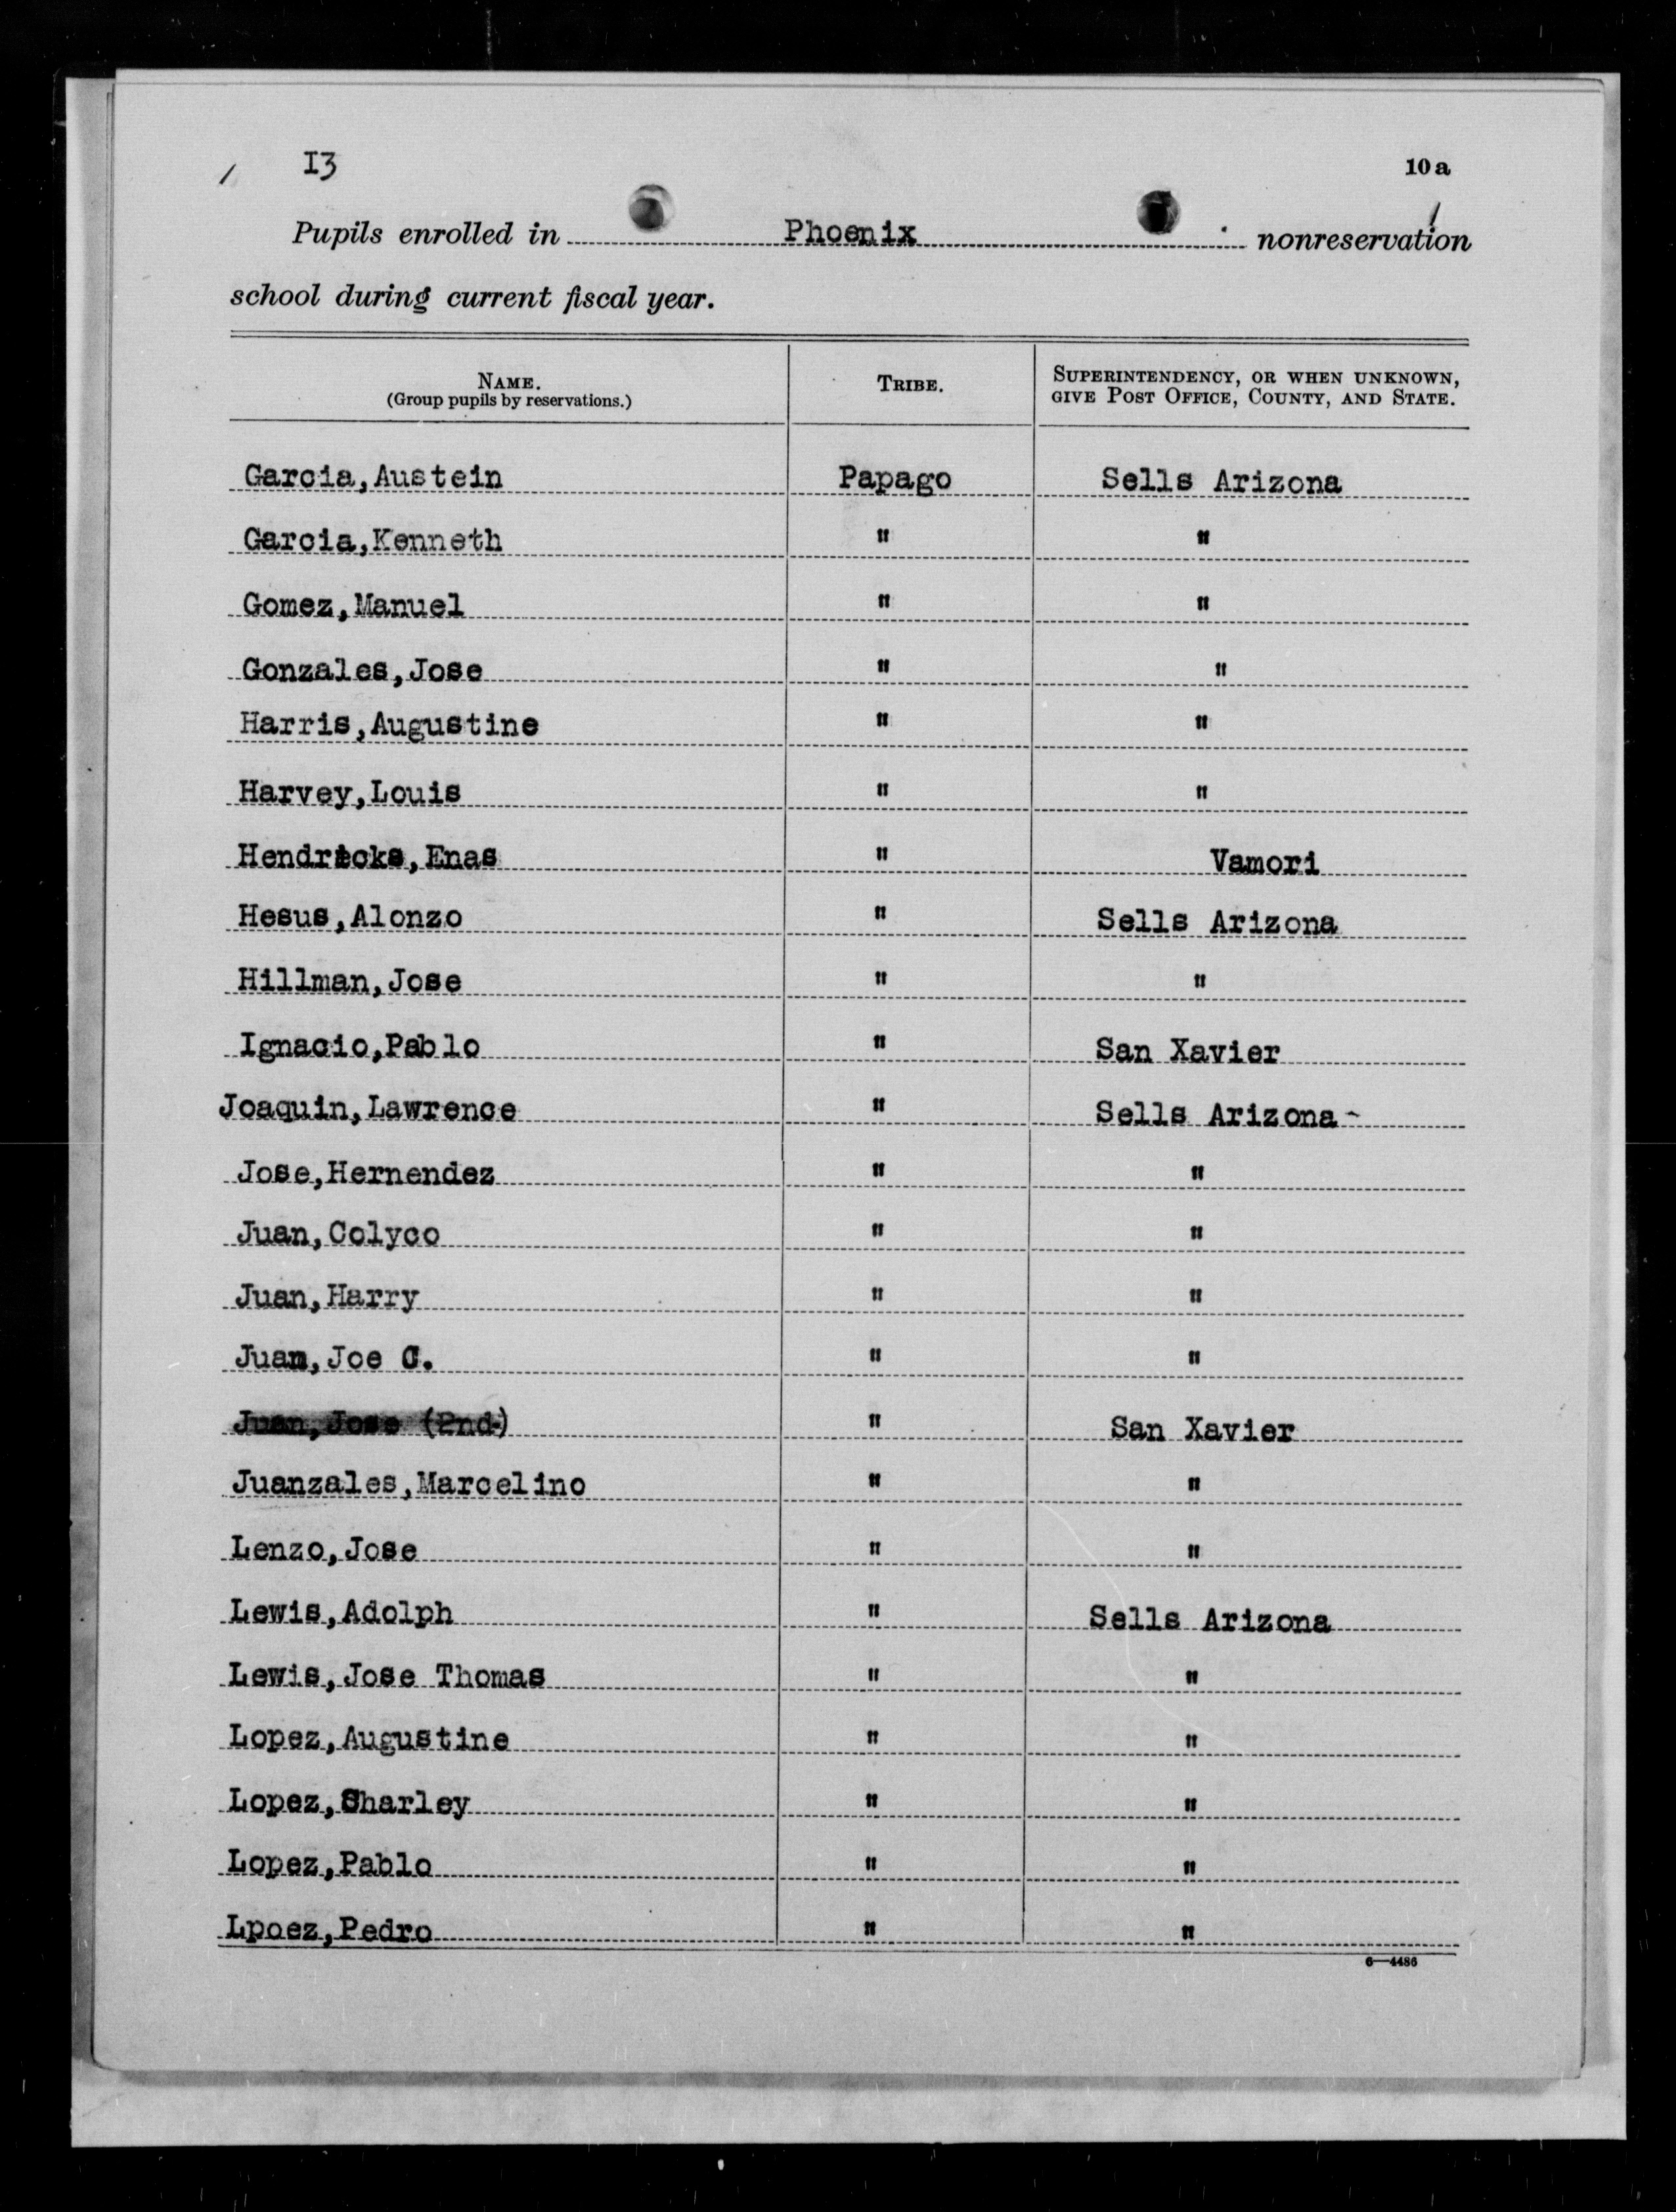 13
10 a
Pupils enrolled in Phoenix nonreservation
school during current fiscal year.
NAME.
(Group pupils by reservations.)
TRIBE.
SUPERINTENDENCY, OR WHEN UNKNOWN,
GIVE POST OFFICE, COUNTY, AND STATE.
Garcia,Austein Papago Sells Arizona
Garcia,Kenneth " "
Gomez,Manuel " "
Gonzales,Jose " "
Harris,Augustine " "
Harvey,Louis " "
Hendricks,Enas " Vamori
Hesus,Alonzo " Sells Arizona
Hillman,Jose " "
Ignacio,Pablo " San Xavier
Joaquin,Lawrence " Sells Arizona-
Jose,Hernendez " "
Juan,Colyco " "
Juan,Harry " "
Juan,Joe C. " "
Juan,Jose (2nd.) " San Xavier
Juanzales,Marcelino " "
Lenzo,Jose " "
Lewis,Adolph " Sells Arizona
Lewis,Jose Thomas " "
Lopez,Augustine " "
Lopez,Charley " "
Lopez,Pablo " "
Lpoez,Pedro " "
6—4486